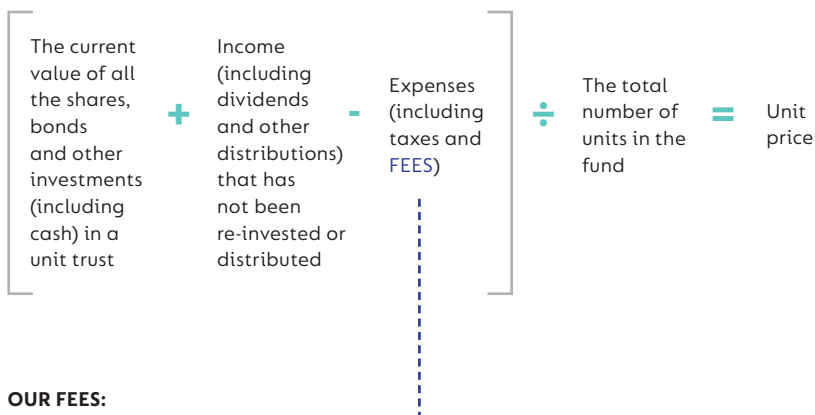 The current
value of all
the shares,
bonds
and other
investments
(including
cash) in a
unit trust
+
Income
(including
dividends
and other
distributions)
that has
not been
re-invested or
distributed
-
Expenses
(including
taxes and
FEES)
÷
The total
number of
units in the
fund
=
Unit
price
OUR FEES: